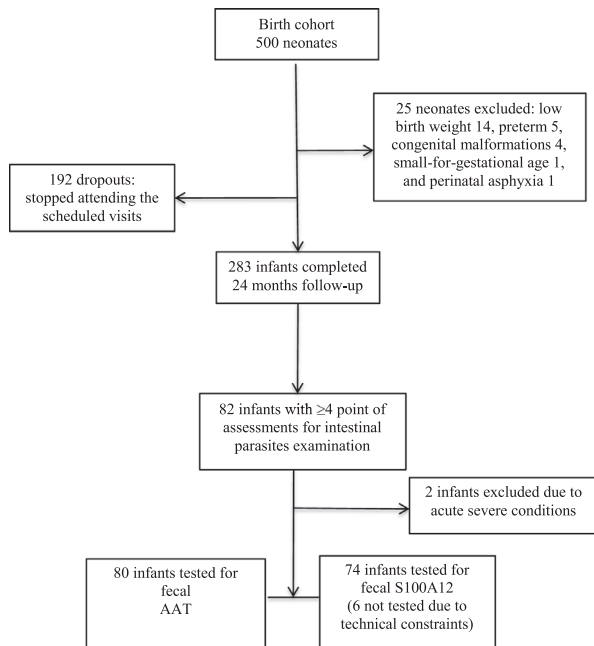 Birth cohort
500 neonates
25 neonates excluded: low
birth weight 14, preterm 5,
congenital malformations 4,
small-for-gestational age 1,
and perinatal asphyxia 1
192 dropouts:
stopped attending the
scheduled visits
283 infants completed
24 months follow-up
82 infants with ≥4 point of
assessments for intestinal
parasites examination
2 infants excluded due to
acute severe conditions
80 infants tested for
fecal
AAT
74 infants tested for
fecal S100A12
(6 not tested due to
technical constraints)